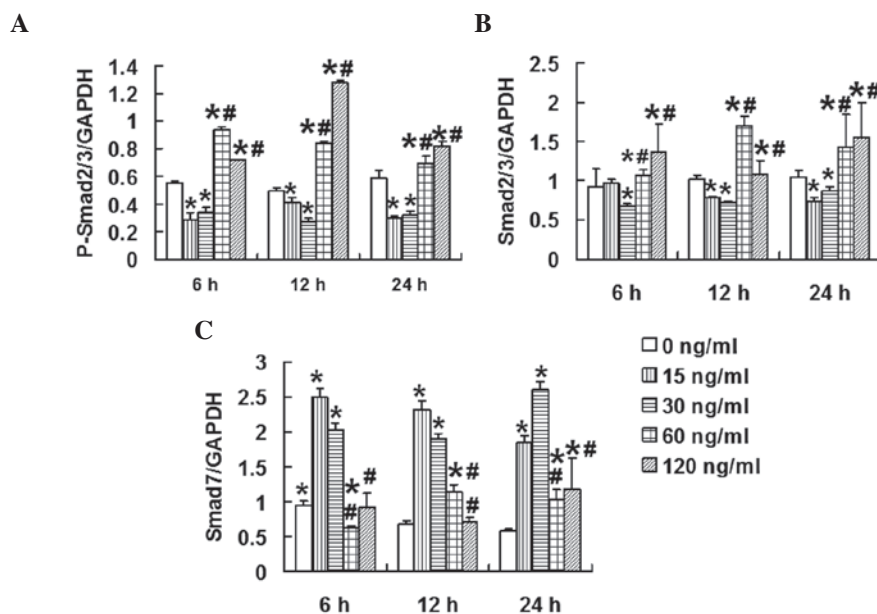 A
P-Smad2/3/GAPDH
1.4
1.2
1
0.8
0.6
0.4
0.2
0
* * *# *#
* * *# *#
* * *# *#
6 h 12 h 24 h
B
Smad2/3/GAPDH
2.5
2
1.5
1
0.5
0
* *# *#
* * *# *#
* * *# *#
6 h 12 h 24 h
C
Smad7/GAPDH
3
2.5
2
1.5
1
0.5
0
* * * *# #
* * *# #
* * *# *#
6 h 12 h 24 h
0 ng/ml
15 ng/ml
30 ng/ml
60 ng/ml
120 ng/ml